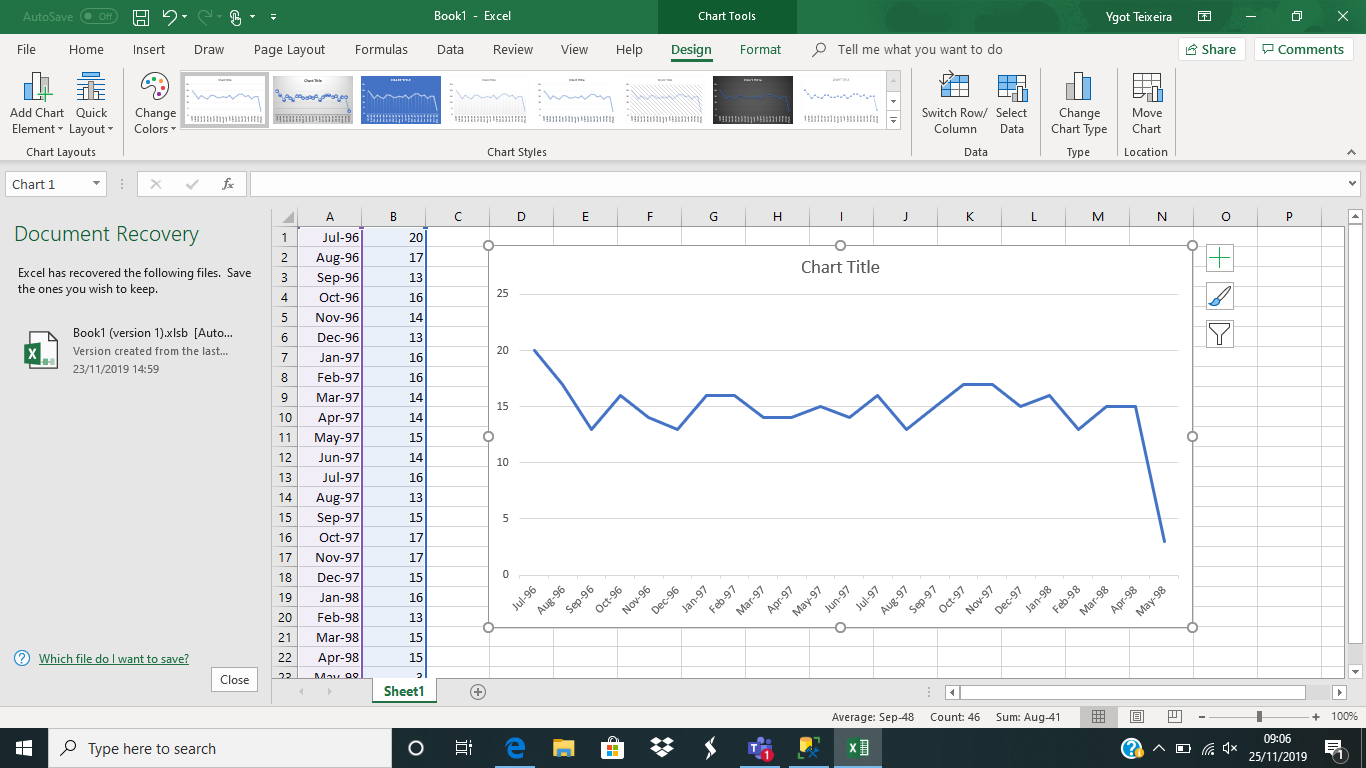 AutoSave Off
Book1 - Excel
Chart Tools
Ygot Teixeira
File Home Insert Draw Page Layout Formulas Data Review View Help Design Format Tell me what you want to do Share Comments
Add Chart Element
Quick Layout
Chart Layouts
Change Colors
Chart Styles
Switch Row/ Column
Select Data
Data
Change Chart Type
Type
Move Chart
Location
Chart 1
fx
Document Recovery
Excel has recovered the following files. Save
the ones you wish to keep.
Book1 (version 1).xlsb [Auto...
Version created from the last...
23/11/2019 14:59
Which file do I want to save?
Close
A B C D E F G H I J K L M N O P
1 Jul-96 20
2 Aug-96 17
3 Sep-96 13
4 Oct-96 16
5 Nov-96 14
6 Dec-96 13
7 Jan-97 16
8 Feb-97 16
9 Mar-97 14
10 Apr-97 14
11 May-97 15
12 Jun-97 14
13 Jul-97 16
14 Aug-97 13
15 Sep-97 15
16 Oct-97 17
17 Nov-97 17
18 Dec-97 15
19 Jan-98 16
20 Feb-98 13
21 Mar-98 15
22 Apr-98 15
23 May-98 3
Chart Title
25
20
15
10
5
0
Jul-96 Aug-96 Sep-96 Oct-96 Nov-96 Dec-96 Jan-97 Feb-97 Mar-97 Apr-97 May-97 Jun-97 Jul-97 Aug-97 Sep-97 Oct-97 Nov-97 Dec-97 Jan-98 Feb-98 Mar-98 Apr-98 May-98
Sheet1
Average: Sep-48 Count: 46 Sum: Aug-41
100%
Type here to search
1
09:06
25/11/2019
1